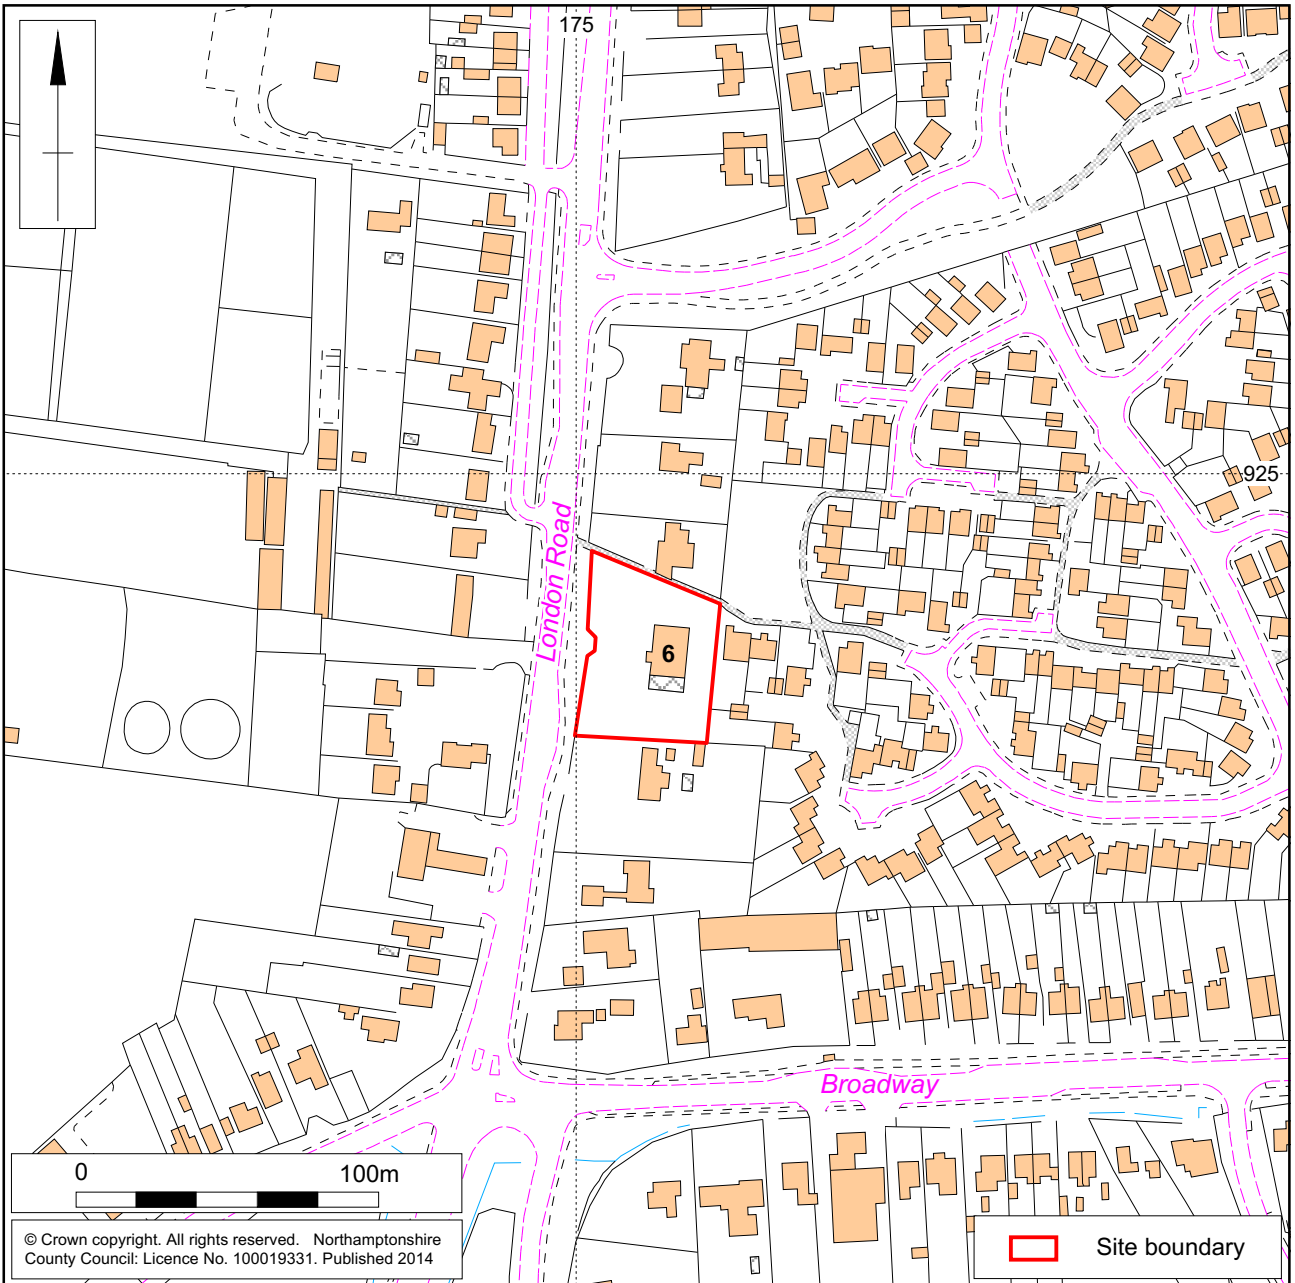 175
925
London Road
6
Broadway
0 100m
© Crown copyright. All rights reserved. Northamptonshire
County Council: Licence No. 100019331. Published 2014
Site boundary